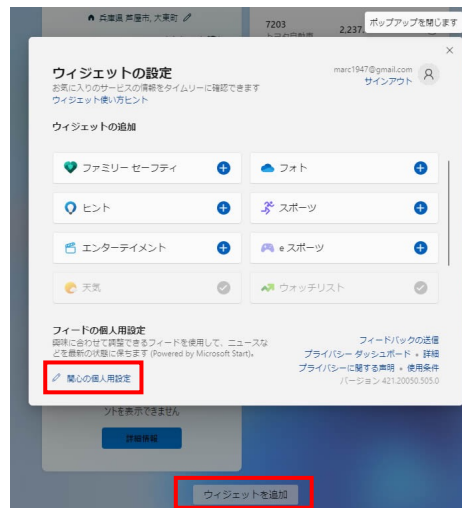 兵庫県 芦屋市, 大東町
7203
2,237.
ポップアップを閉じます
ウィジェットの設定
お気に入りのサービスの情報をタイムリーに確認できます
ウィジェット使い方ヒント
marc1947@gmail.com
サインアウト
ウィジェットの追加
ファミリー セーフティ
フォト
ヒント
スポーツ
エンターテイメント
e スポーツ
天気
ウォッチリスト
フィードの個人用設定
興味に合わせて調整できるフィードを使用して、ニュースな
どを最新の状態に保ちます (Powered by Microsoft Start)。
関心の個人用設定
フィードバックの送信
プライバシー ダッシュボード • 詳細
プライバシーに関する声明 • 使用条件
バージョン 421.20050.505.0
ントを表示できません
詳細情報
ウィジェットを追加